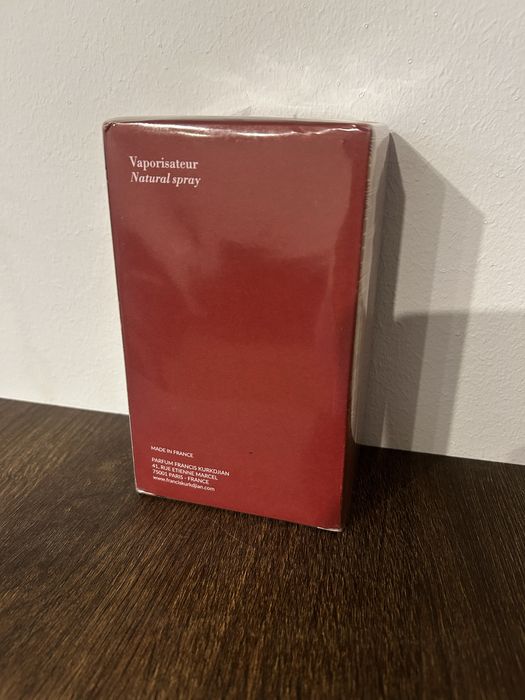 Vaporisateur
Natural spray
MADE IN FRANCE
PARFUM FRANCIS KURKDJIAN
41, RUE ETIENNE MARCEL
75001 PARIS - FRANCE
www.franciskurkdjian.com